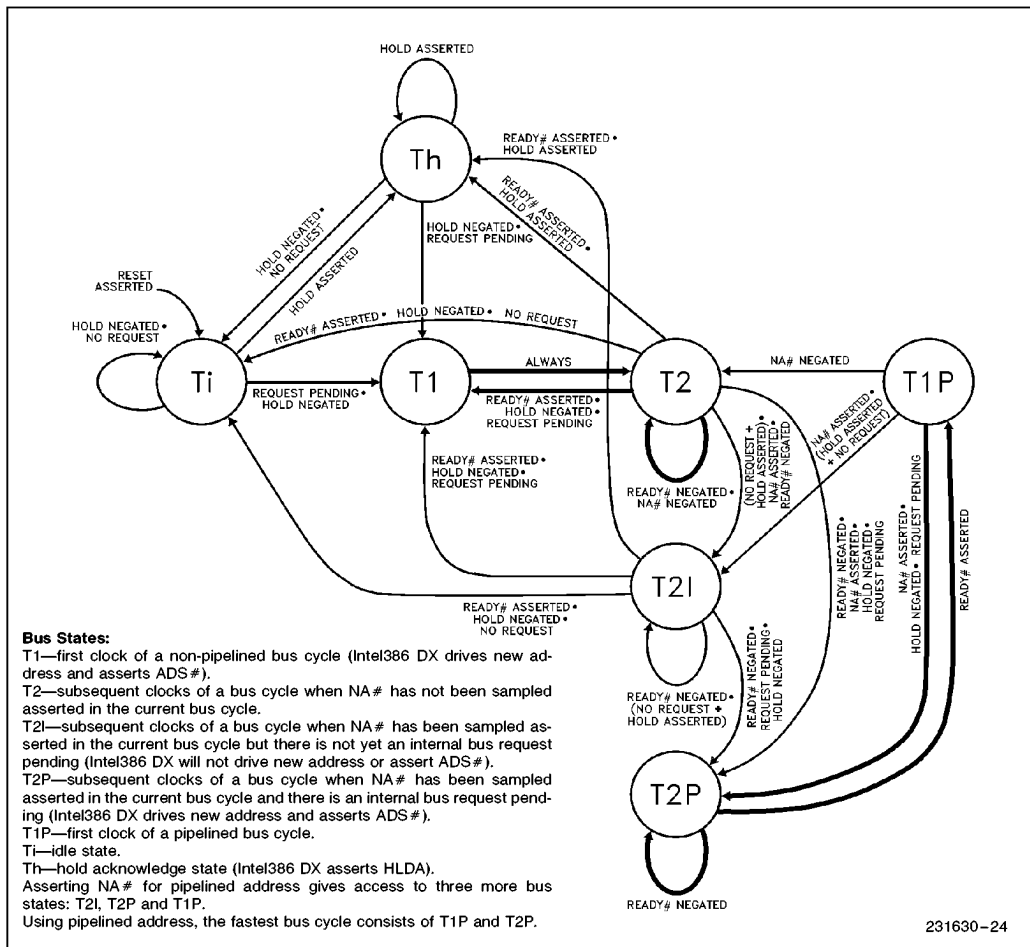 HOLD ASSERTED
Th
READY# ASSERTED•
HOLD ASSERTED
READY# ASSERTED•
HOLD ASSERTED
HOLD NEGATED•
NO REQUEST
HOLD ASSERTED
HOLD NEGATED•
REQUEST PENDING
RESET
ASSERTED
HOLD NEGATED•
NO REQUEST
READY# ASSERTED• HOLD NEGATED• NO REQUEST
Ti
REQUEST PENDING•
HOLD NEGATED
T1
ALWAYS
READY# ASSERTED•
HOLD NEGATED•
REQUEST PENDING
T2
NA# NEGATED
T1P
READY# ASSERTED•
HOLD NEGATED•
REQUEST PENDING
READY# NEGATED•
NA# NEGATED
(NO REQUEST +
HOLD ASSERTED)•
NA# ASSERTED•
READY# NEGATED
NA# ASSERTED•
(HOLD ASSERTED
+ NO REQUEST)
READY# NEGATED•
NA# ASSERTED•
HOLD NEGATED•
REQUEST PENDING
NA# ASSERTED•
HOLD NEGATED• REQUEST PENDING
READY# ASSERTED
T2I
READY# ASSERTED•
HOLD NEGATED•
NO REQUEST
READY# NEGATED•
(NO REQUEST +
HOLD ASSERTED)
READY# NEGATED•
REQUEST PENDING•
HOLD NEGATED
T2P
READY# NEGATED
Bus States:
T1—first clock of a non-pipelined bus cycle (Intel386 DX drives new ad-
dress and asserts ADS#).
T2—subsequent clocks of a bus cycle when NA# has not been sampled
asserted in the current bus cycle.
T2I—subsequent clocks of a bus cycle when NA# has been sampled as-
serted in the current bus cycle but there is not yet an internal bus request
pending (Intel386 DX will not drive new address or assert ADS#).
T2P—subsequent clocks of a bus cycle when NA# has been sampled
asserted in the current bus cycle and there is an internal bus request pend-
ing (Intel386 DX drives new address and asserts ADS#).
T1P—first clock of a pipelined bus cycle.
Ti—idle state.
Th—hold acknowledge state (Intel386 DX asserts HLDA).
Asserting NA# for pipelined address gives access to three more bus
states: T2I, T2P and T1P.
Using pipelined address, the fastest bus cycle consists of T1P and T2P.
231630-24